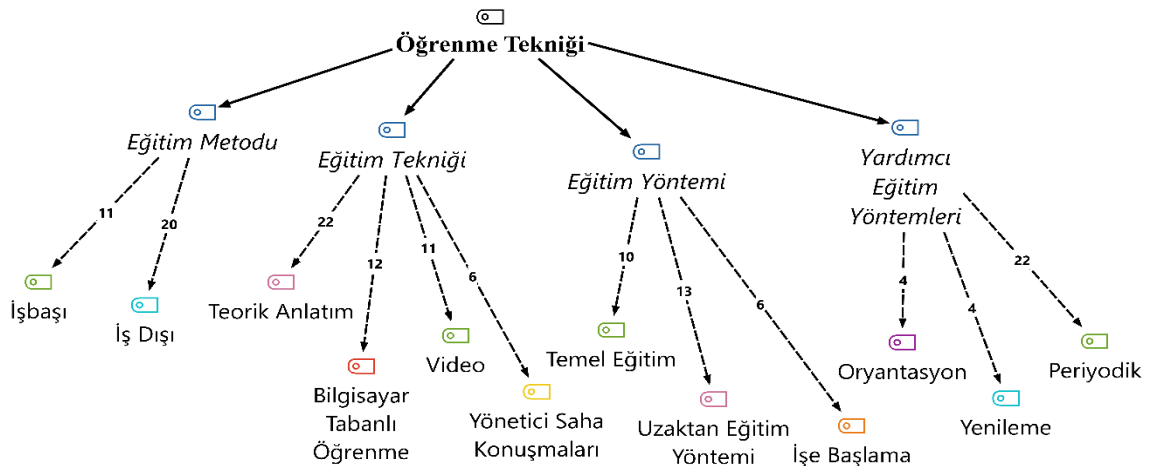 Öğrenme Tekniği
Eğitim Metodu
Eğitim Tekniği
Eğitim Yöntemi
Yardımcı
Eğitim
Yöntemleri
11
20
22
12
11
6
10
13
6
4
4
22
İşbaşı
İş Dışı
Teorik Anlatım
Bilgisayar
Tabanlı
Öğrenme
Video
Yönetici Saha
Konuşmaları
Temel Eğitim
Uzaktan Eğitim
Yöntemi
İşe Başlama
Oryantasyon
Yenileme
Periyodik